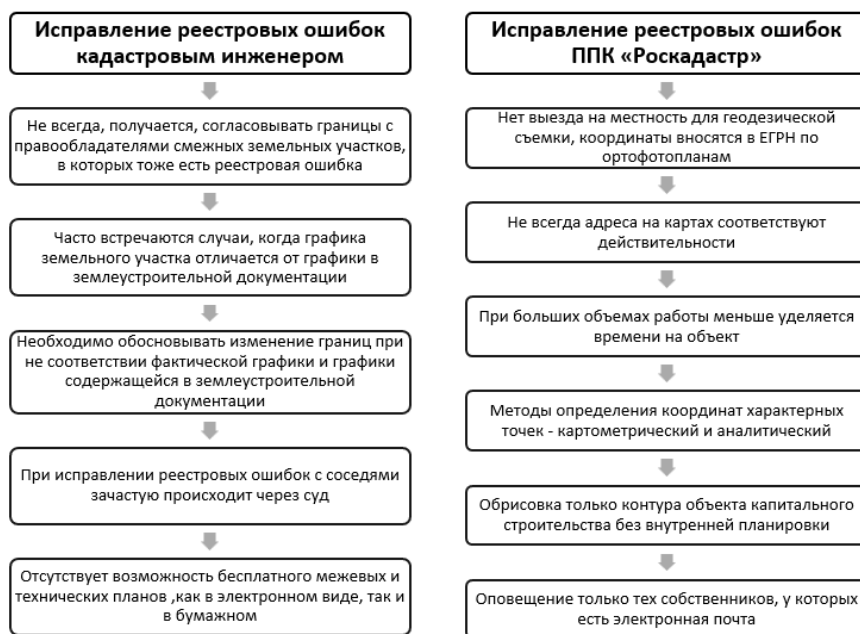 Исправление реестровых ошибок
кадастровым инженером
Не всегда, получается, согласовывать границы с
правообладателями смежных земельных участков,
в которых тоже есть реестровая ошибка
Часто встречаются случаи, когда графика
земельного участка отличается от графики в
землеустроительной документации
Необходимо обосновывать изменение границ при
не соответствии фактической графики и графики
содержащейся в землеустроительной
документации
При исправлении реестровых ошибок с соседями
зачастую происходит через суд
Отсутствует возможность бесплатного межевых и
технических планов ,как в электронном виде, так и
в бумажном
Исправление реестровых ошибок
ППК «Роскадастр»
Нет выезда на местность для геодезической
съемки, координаты вносятся в ЕГРН по
ортофотопланам
Не всегда адреса на картах соответствуют
действительности
При больших объемах работы меньше уделяется
времени на объект
Методы определения координат характерных
точек - картометрический и аналитический
Обрисовка только контура объекта капитального
строительства без внутренней планировки
Оповещение только тех собственников, у которых
есть электронная почта